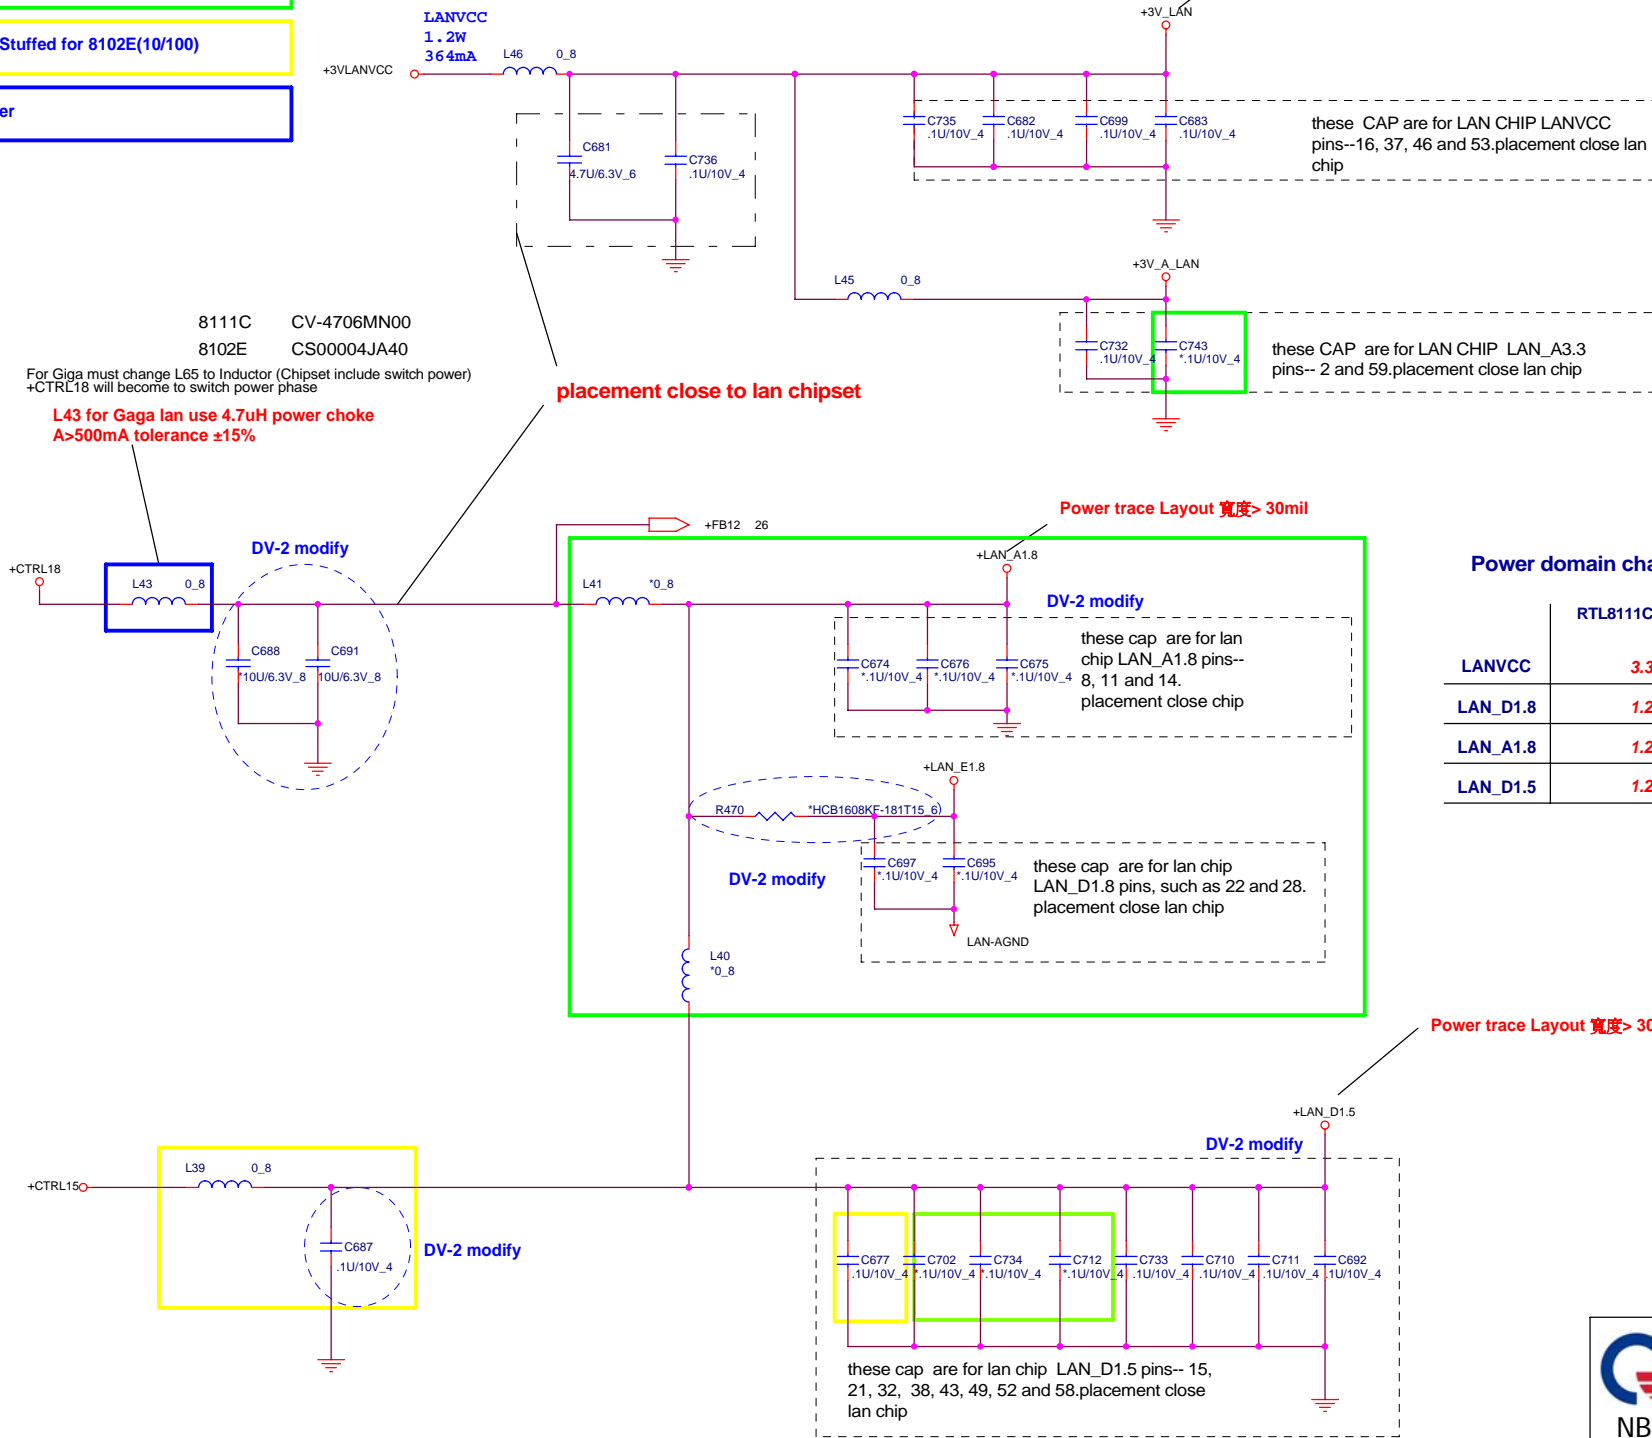 Stuffed for 8102E(10/100)
er
LANVCC
1.2W
364mA
+3VLANVCC
L46 0_8
+3V_LAN
C681
4.7U/6.3V_6
C736
.1U/10V_4
C735
.1U/10V_4
C682
.1U/10V_4
C699
.1U/10V_4
C683
.1U/10V_4
these CAP are for LAN CHIP LANVCC
pins--16, 37, 46 and 53.placement close lan
chip
+3V_A_LAN
L45 0_8
C732
.1U/10V_4
C743
*.1U/10V_4
these CAP are for LAN CHIP LAN_A3.3
pins-- 2 and 59.placement close lan chip
8111C CV-4706MN00
8102E CS00004JA40
For Giga must change L65 to Inductor (Chipset include switch power)
+CTRL18 will become to switch power phase
L43 for Gaga lan use 4.7uH power choke
A>500mA tolerance ±15%
placement close to lan chipset
Power trace Layout 寬度> 30mil
+FB12 26
DV-2 modify
+CTRL18
L43 0_8
C688
*10U/6.3V_8
C691
10U/6.3V_8
L41 *0_8
+LAN_A1.8
DV-2 modify
C674
*.1U/10V_4
C676
*.1U/10V_4
C675
*.1U/10V_4
these cap are for lan
chip LAN_A1.8 pins--
8, 11 and 14.
placement close chip
+LAN_E1.8
R470 *HCB1608KF-181T15_6
DV-2 modify
C697
*.1U/10V_4
C695
*.1U/10V_4
these cap are for lan chip
LAN_D1.8 pins, such as 22 and 28.
placement close lan chip
LAN-AGND
L40
*0_8
Power domain cha
RTL8111C
LANVCC 3.3
LAN_D1.8 1.2
LAN_A1.8 1.2
LAN_D1.5 1.2
Power trace Layout 寬度> 30
+LAN_D1.5
DV-2 modify
+CTRL15
L39 0_8
C687
.1U/10V_4
DV-2 modify
C677
.1U/10V_4
C702
*.1U/10V_4
C734
*.1U/10V_4
C712
*.1U/10V_4
C733
.1U/10V_4
C710
.1U/10V_4
C711
.1U/10V_4
C692
.1U/10V_4
these cap are for lan chip LAN_D1.5 pins-- 15,
21, 32, 38, 43, 49, 52 and 58.placement close
lan chip
NB